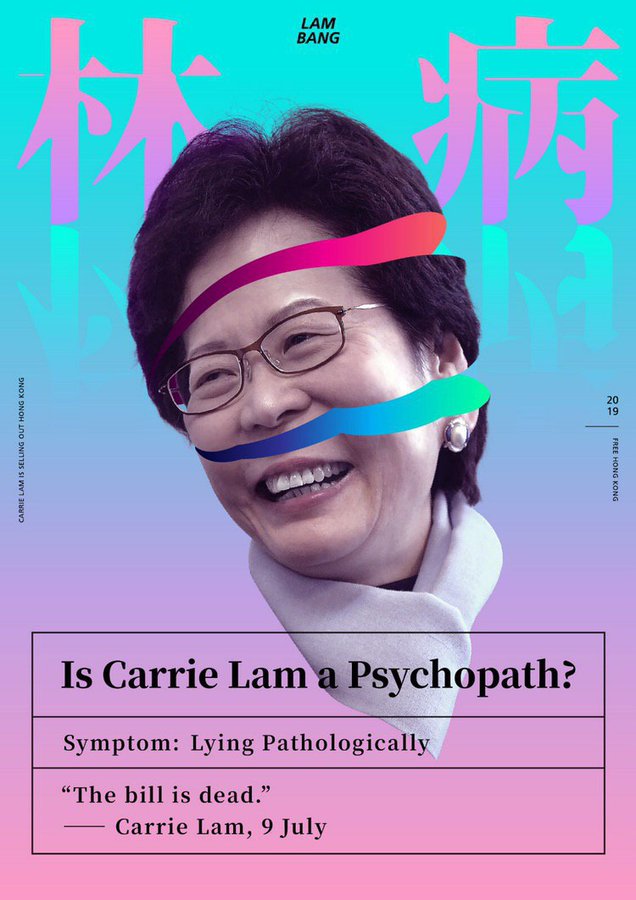 LAM
BANG
林病
CARRIE LAM IS SELLING OUT HONG KONG
20
19
FREE HONG KONG
Is Carrie Lam a Psychopath?
Symptom: Lying Pathologically
“The bill is dead.”
—— Carrie Lam, 9 July